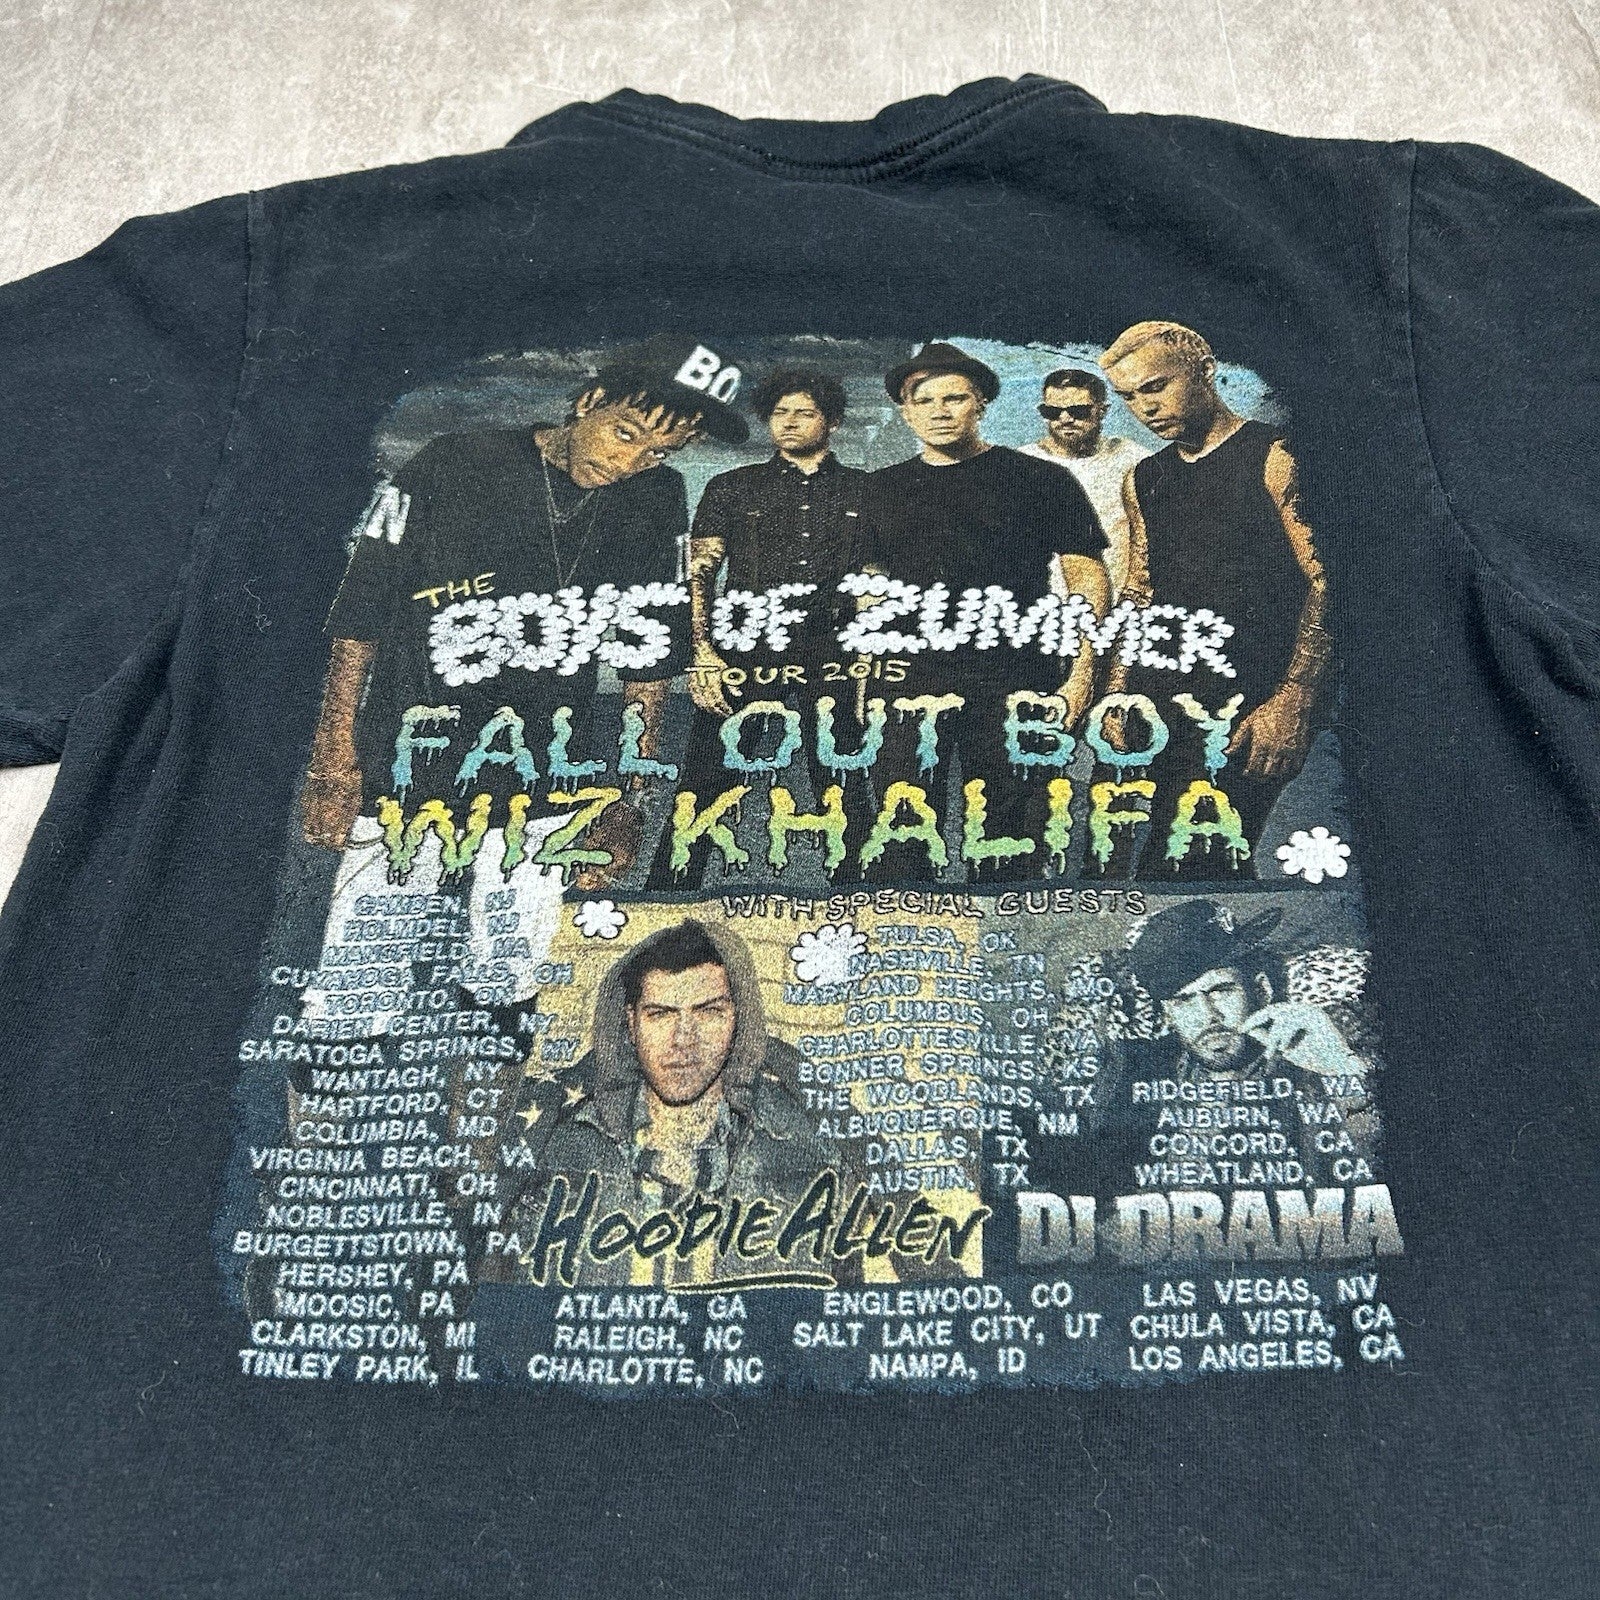 BO
N
THE
BOYS OF ZUMMER
TOUR 2015
FALL OUT BOY
WIZ KHALIFA
WITH SPECIAL GUESTS
CAMDEN, NJ
HOLMDEL, NJ
MANSFIELD, MA
CUYAHOGA FALLS, OH
TORONTO, ON
DARIEN CENTER, NY
SARATOGA SPRINGS, NY
WANTAGH, NY
HARTFORD, CT
COLUMBIA, MD
VIRGINIA BEACH, VA
CINCINNATI, OH
NOBLESVILLE, IN
BURGETTSTOWN, PA
HERSHEY, PA
MOOSIC, PA
CLARKSTON, MI
TINLEY PARK, IL
HOODIE ALLEN
ATLANTA, GA
RALEIGH, NC
CHARLOTTE, NC
TULSA, OK
NASHVILLE, TN
MARYLAND HEIGHTS, MO
COLUMBUS, OH
CHARLOTTESVILLE, VA
BONNER SPRINGS, KS
THE WOODLANDS, TX
ALBUQUERQUE, NM
DALLAS, TX
AUSTIN, TX
ENGLEWOOD, CO
SALT LAKE CITY, UT
NAMPA, ID
RIDGEFIELD, WA
AUBURN, WA
CONCORD, CA
WHEATLAND, CA
DJ DRAMA
LAS VEGAS, NV
CHULA VISTA, CA
LOS ANGELES, CA